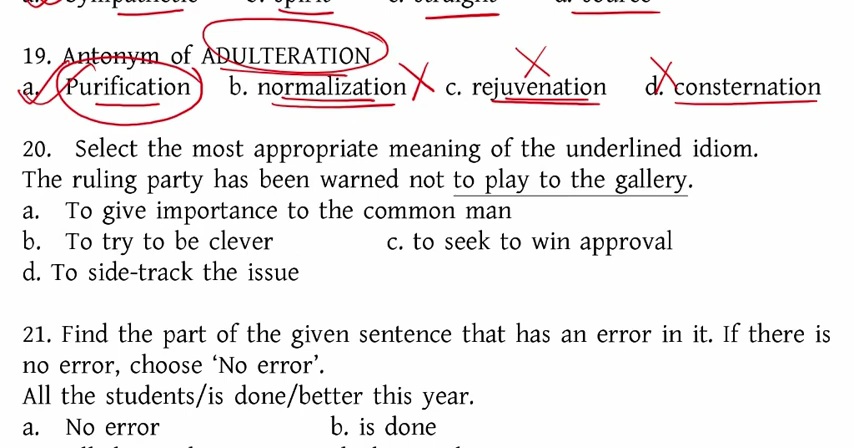 19. Antonym of ADULTERATION
a. Purification b. normalization c. rejuvenation d. consternation
20. Select the most appropriate meaning of the underlined idiom.
The ruling party has been warned not to play to the gallery.
a. To give importance to the common man
b. To try to be clever c. to seek to win approval
d. To side-track the issue
21. Find the part of the given sentence that has an error in it. If there is
no error, choose ‘No error’.
All the students/is done/better this year.
a. No error b. is done